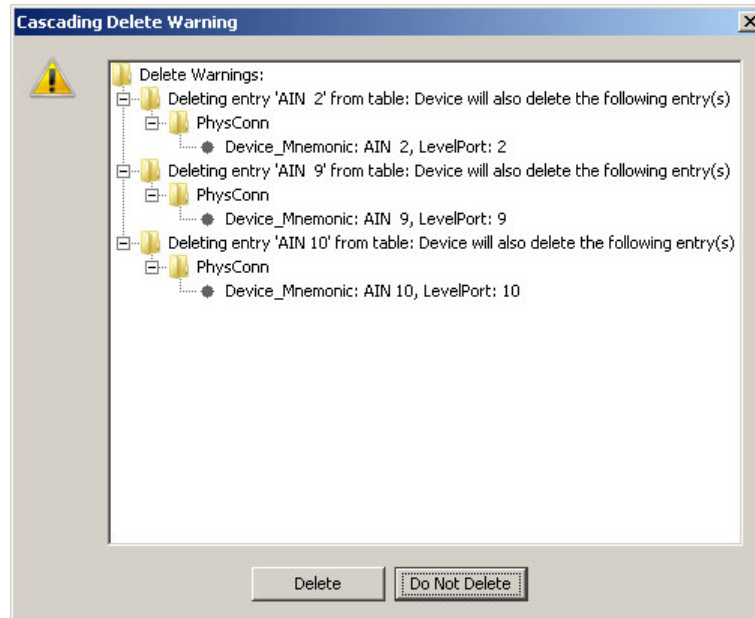 Cascading Delete Warning
Delete Warnings:
Deleting entry 'AIN  2' from table: Device will also delete the following entry(s)
PhysConn
Device_Mnemonic: AIN  2, LevelPort: 2
Deleting entry 'AIN  9' from table: Device will also delete the following entry(s)
PhysConn
Device_Mnemonic: AIN  9, LevelPort: 9
Deleting entry 'AIN 10' from table: Device will also delete the following entry(s)
PhysConn
Device_Mnemonic: AIN 10, LevelPort: 10
Delete
Do Not Delete